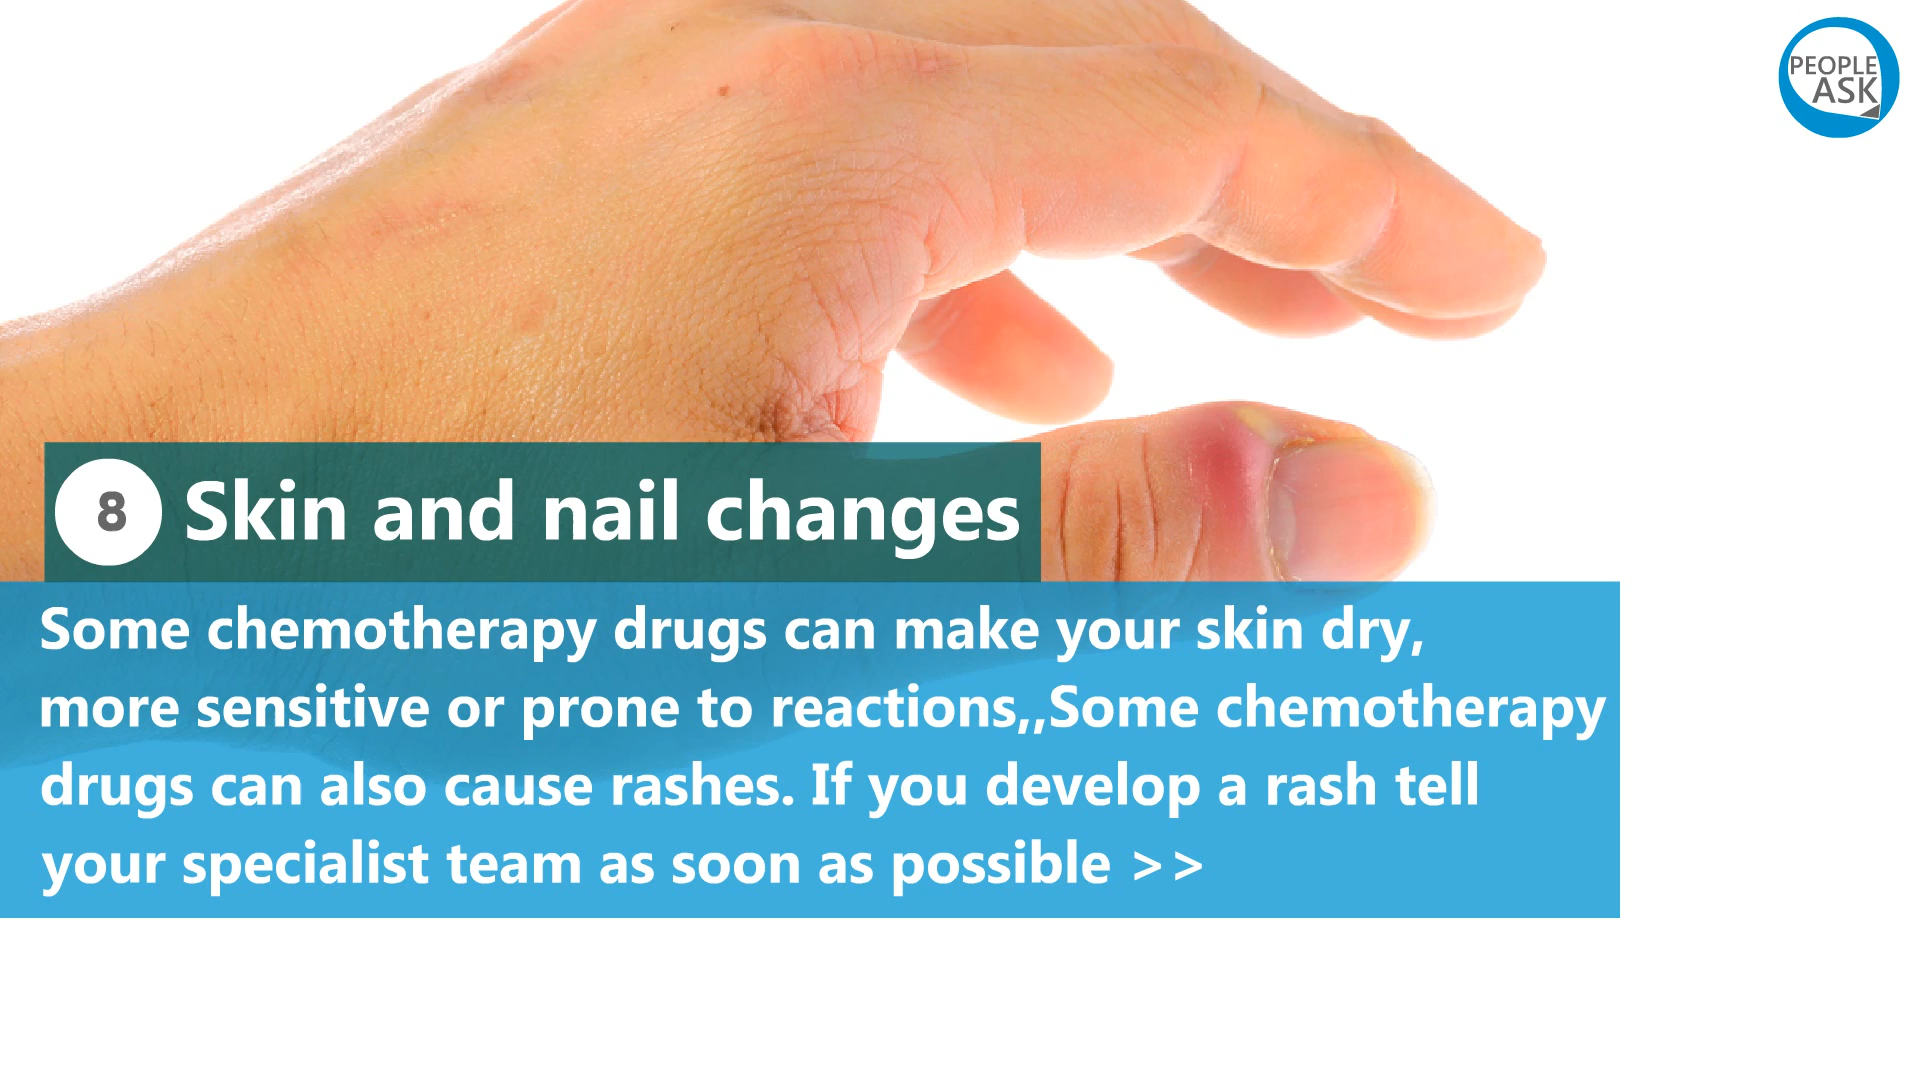 PEOPLE
ASK
8 Skin and nail changes
Some chemotherapy drugs can make your skin dry,
more sensitive or prone to reactions,,Some chemotherapy
drugs can also cause rashes. If you develop a rash tell
your specialist team as soon as possible >>